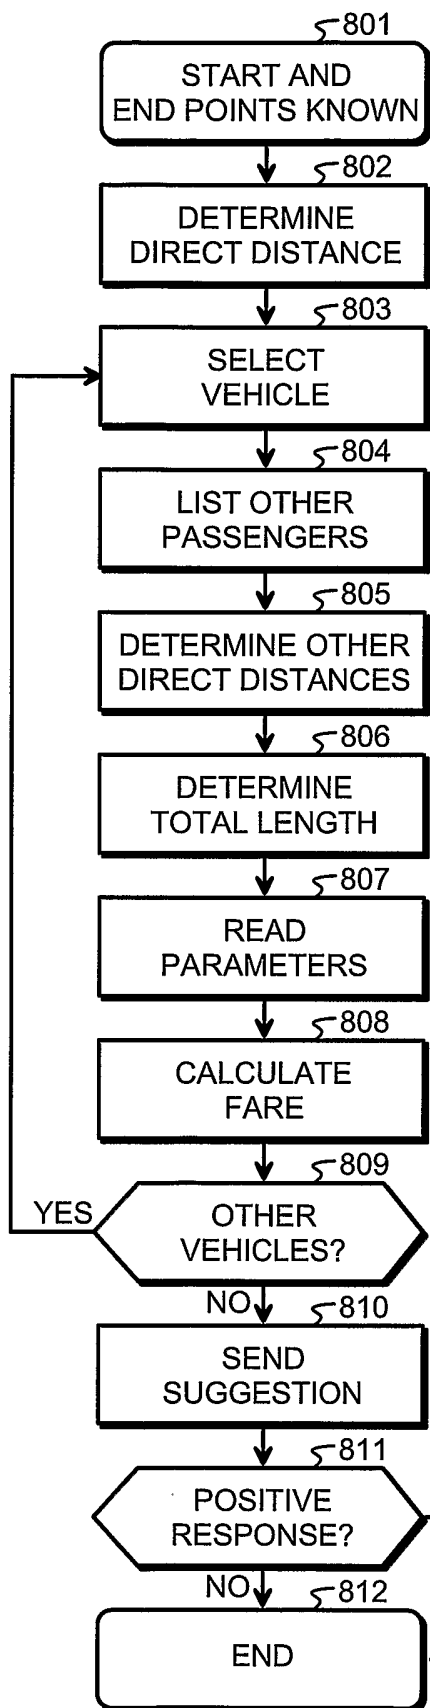 801
START AND
END POINTS KNOWN
802
DETERMINE
DIRECT DISTANCE
803
SELECT
VEHICLE
804
LIST OTHER
PASSENGERS
805
DETERMINE OTHER
DIRECT DISTANCES
806
DETERMINE
TOTAL LENGTH
807
READ
PARAMETERS
808
CALCULATE
FARE
809
YES
OTHER
VEHICLES?
NO
810
SEND
SUGGESTION
811
POSITIVE
RESPONSE?
NO
812
END